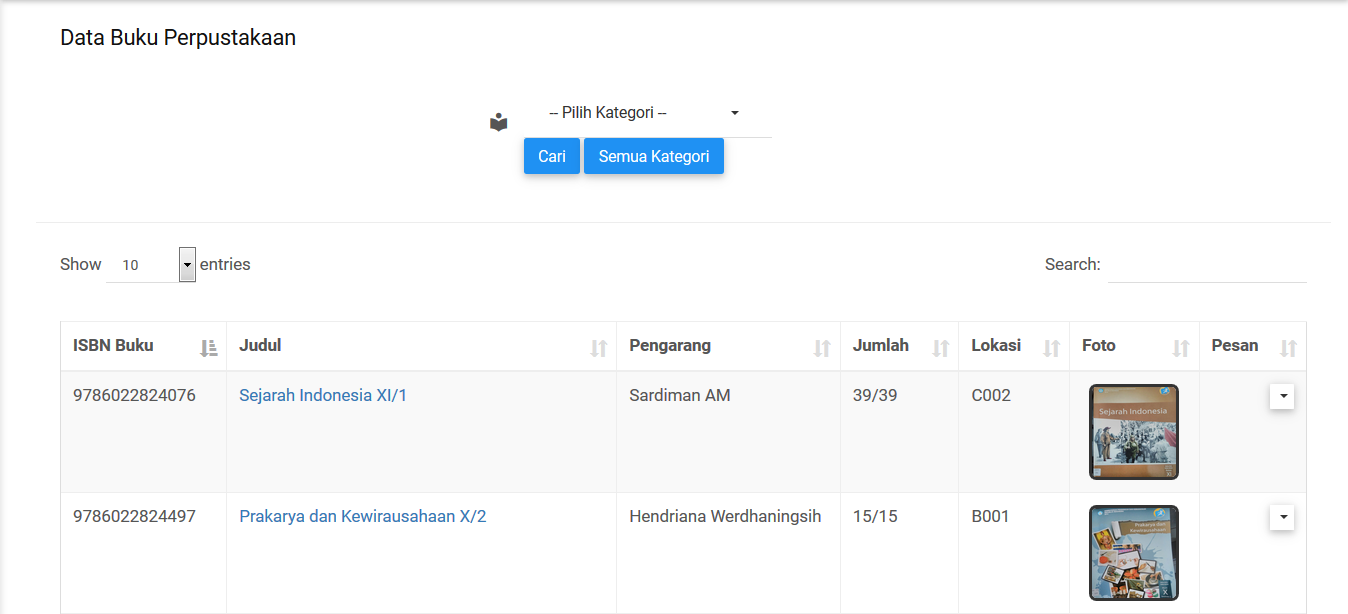 Data Buku Perpustakaan
-- Pilih Kategori --
Cari Semua Kategori
Show 10 entries Search:
ISBN Buku Judul Pengarang Jumlah Lokasi Foto Pesan
9786022824076 Sejarah Indonesia XI/1 Sardiman AM 39/39 C002
Sejarah Indonesia
9786022824497 Prakarya dan Kewirausahaan X/2 Hendriana Werdhaningsih 15/15 B001
Prakarya dan
Kewirausahaan
X